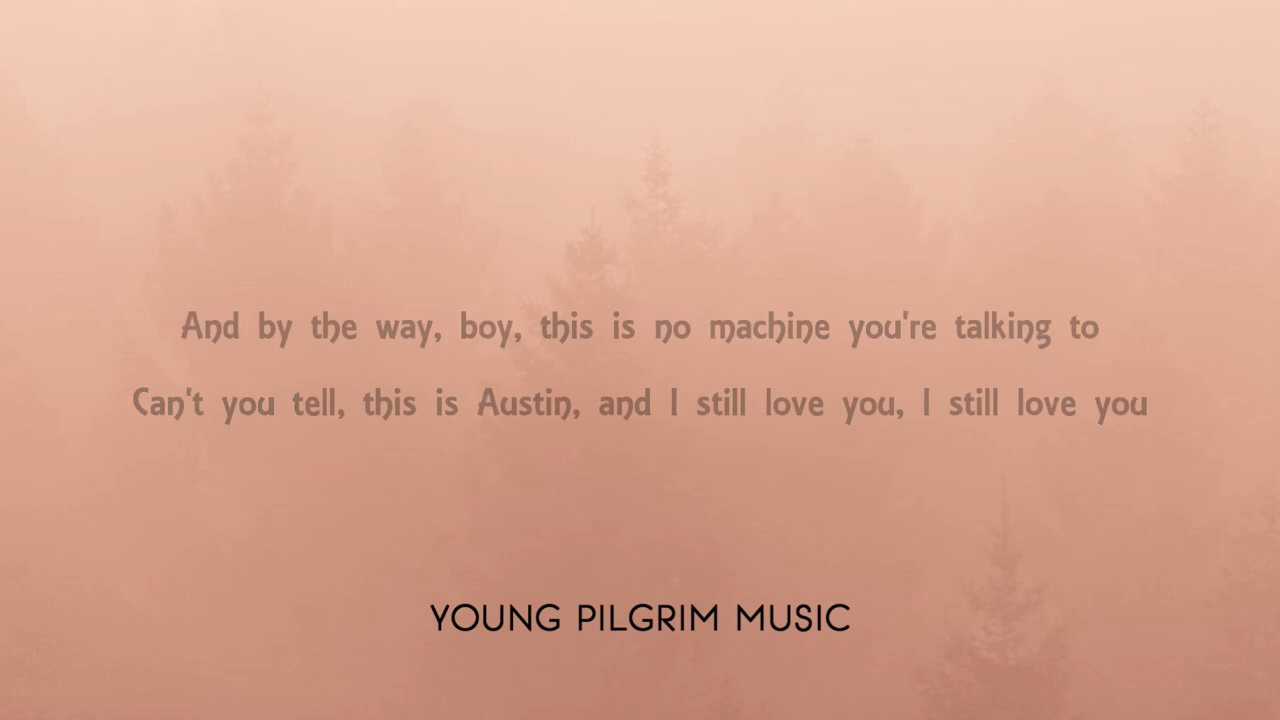 And by the way, boy, this is no machine you're talking to
Can't you tell, this is Austin, and I still love you, I still love you
YOUNG PILGRIM MUSIC